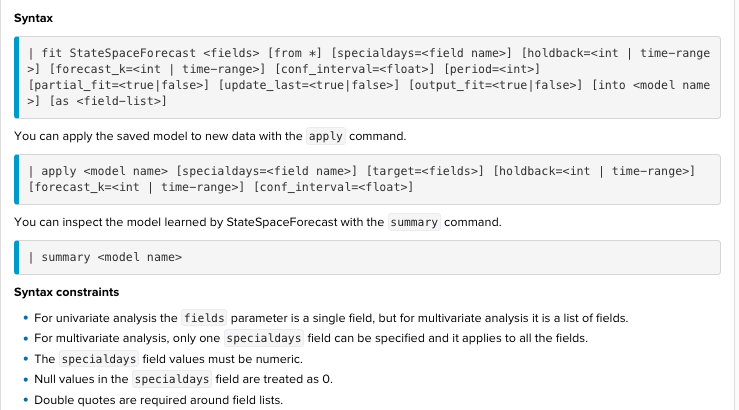 Syntax
| fit StateSpaceForecast <fields> [from *] [specialdays=<field name>] [holdback=<int | time-range
>] [forecast_k=<int | time-range>] [conf_interval=<float>] [period=<int>]
[partial_fit=<true|false>] [update_last=<true|false>] [output_fit=<true|false>] [into <model name
>] [as <field-list>]
You can apply the saved model to new data with the apply command.
| apply <model name> [specialdays=<field name>] [target=<fields>] [holdback=<int | time-range>]
[forecast_k=<int | time-range>] [conf_interval=<float>]
You can inspect the model learned by StateSpaceForecast with the summary command.
| summary <model name>
Syntax constraints
• For univariate analysis the fields parameter is a single field, but for multivariate analysis it is a list of fields.
• For multivariate analysis, only one specialdays field can be specified and it applies to all the fields.
• The specialdays field values must be numeric.
• Null values in the specialdays field are treated as 0.
• Double quotes are required around field lists.